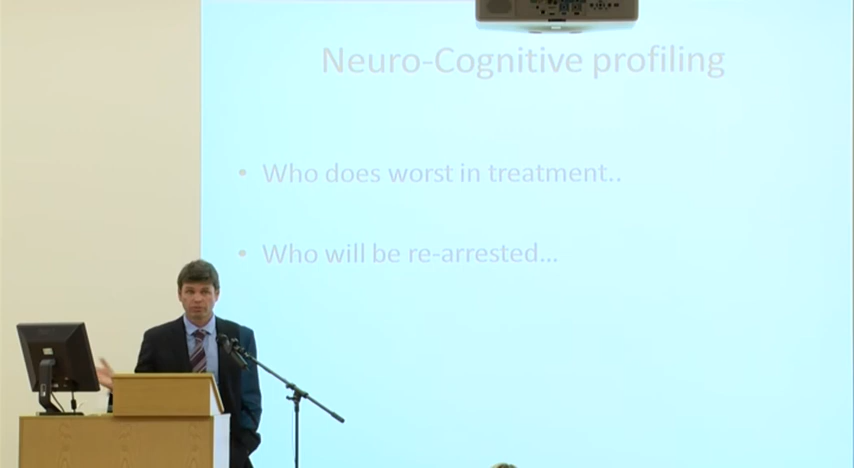 Neuro-Cognitive profiling
• Who does worst in treatment..
• Who will be re-arrested...